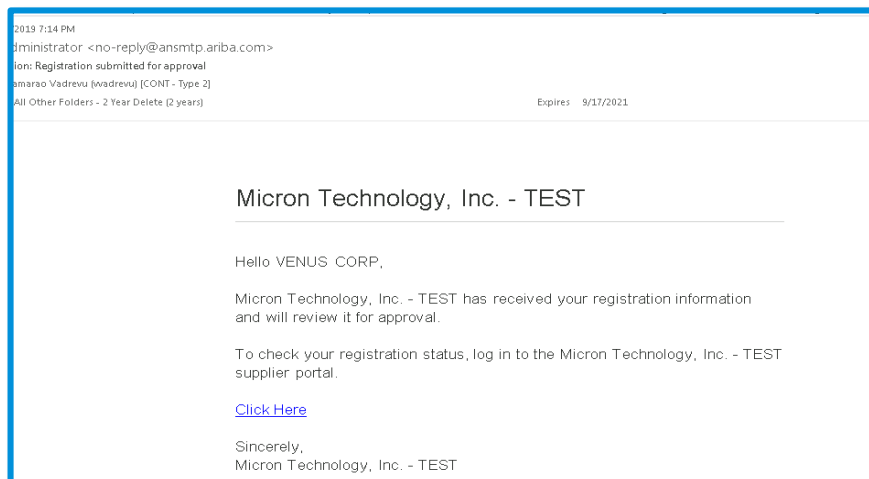 2019 7:14 PM
dministrator <no-reply@ansmtp.ariba.com>
ion: Registration submitted for approval
amarao Vadrevu (vvadrevu) [CONT - Type 2]
All Other Folders - 2 Year Delete (2 years) Expires 9/17/2021
Micron Technology, Inc. - TEST
Hello VENUS CORP,
Micron Technology, Inc. - TEST has received your registration information
and will review it for approval.
To check your registration status, log in to the Micron Technology, Inc. - TEST
supplier portal.
Click Here
Sincerely,
Micron Technology, Inc. - TEST